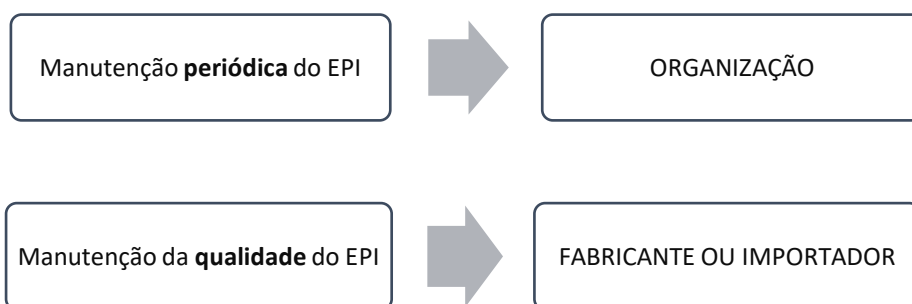 Manutenção periódica do EPI
ORGANIZAÇÃO
Manutenção da qualidade do EPI
FABRICANTE OU IMPORTADOR